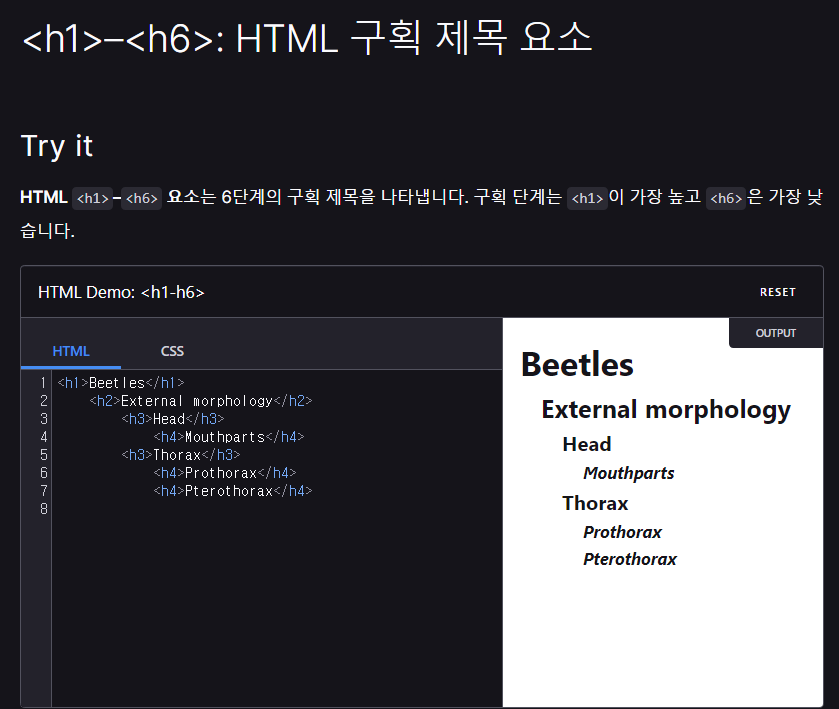 <h1>–<h6>: HTML 구획 제목 요소
Try it
HTML <h1>–<h6> 요소는 6단계의 구획 제목을 나타냅니다. 구획 단계는 <h1>이 가장 높고 <h6>은 가장 낮
습니다.
HTML Demo: <h1-h6>
RESET
HTML
CSS
1 <h1>Beetles</h1>
2     <h2>External morphology</h2>
3         <h3>Head</h3>
4             <h4>Mouthparts</h4>
5         <h3>Thorax</h3>
6             <h4>Prothorax</h4>
7             <h4>Pterothorax</h4>
8
OUTPUT
Beetles
External morphology
Head
Mouthparts
Thorax
Prothorax
Pterothorax